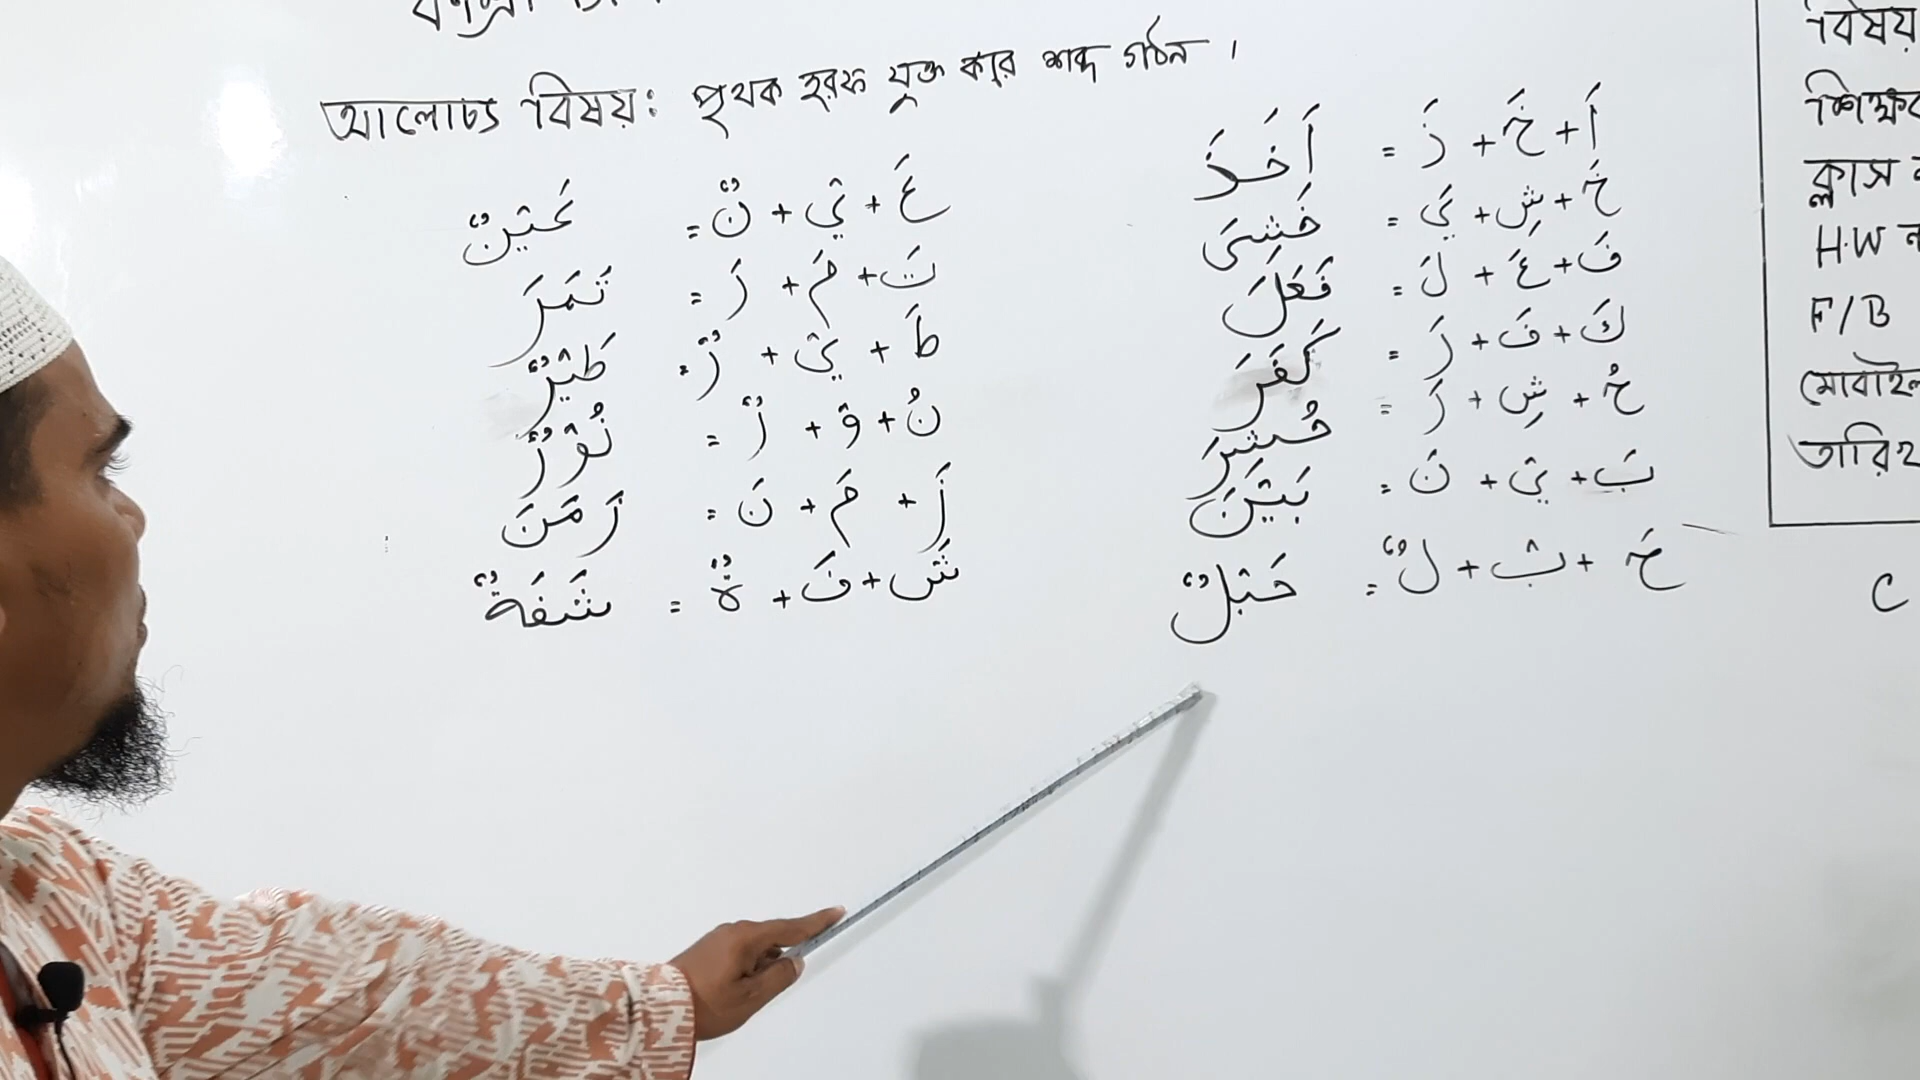 আলোচ্য বিষয়: পৃথক হরফ যুক্ত করে শব্দ গঠন ।
أَ + خَ + ذَ = أَخَذَ
خَ + شِ + يَ = خَشِىَ
فَ + عَ + لَ = فَعَلَ
كَ + فَ + رَ = كَفَرَ
حُ + شِ + رَ = حُشِرَ
بَ + يْ + نَ = بَيْنَ
حَ + بْ + لٌ = حَبْلٌ
عَ + يْ + نٌ = عَيْنٌ
تَ + مَ + رَ = تَمَرَ
طَ + يْ + رٌ = طَيْرٌ
نُ + وْ + رٌ = نُوْرٌ
زَ + مَ + نَ = زَمَنَ
شَ + فَ + ةٌ = شَفَةٌ
বিষয়
শিক্ষক
ক্লাস ন
H.W ন
F/B
মোবাইল
তারিখ
C